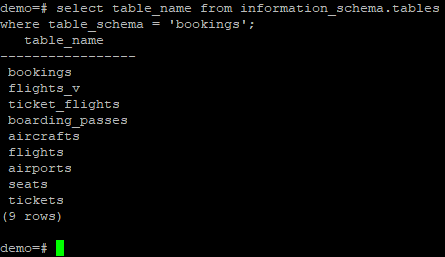 demo=# select table_name from information_schema.tables
where table_schema = 'bookings';
   table_name
-----------------
 bookings
 flights_v
 ticket_flights
 boarding_passes
 aircrafts
 flights
 airports
 seats
 tickets
(9 rows)
demo=#